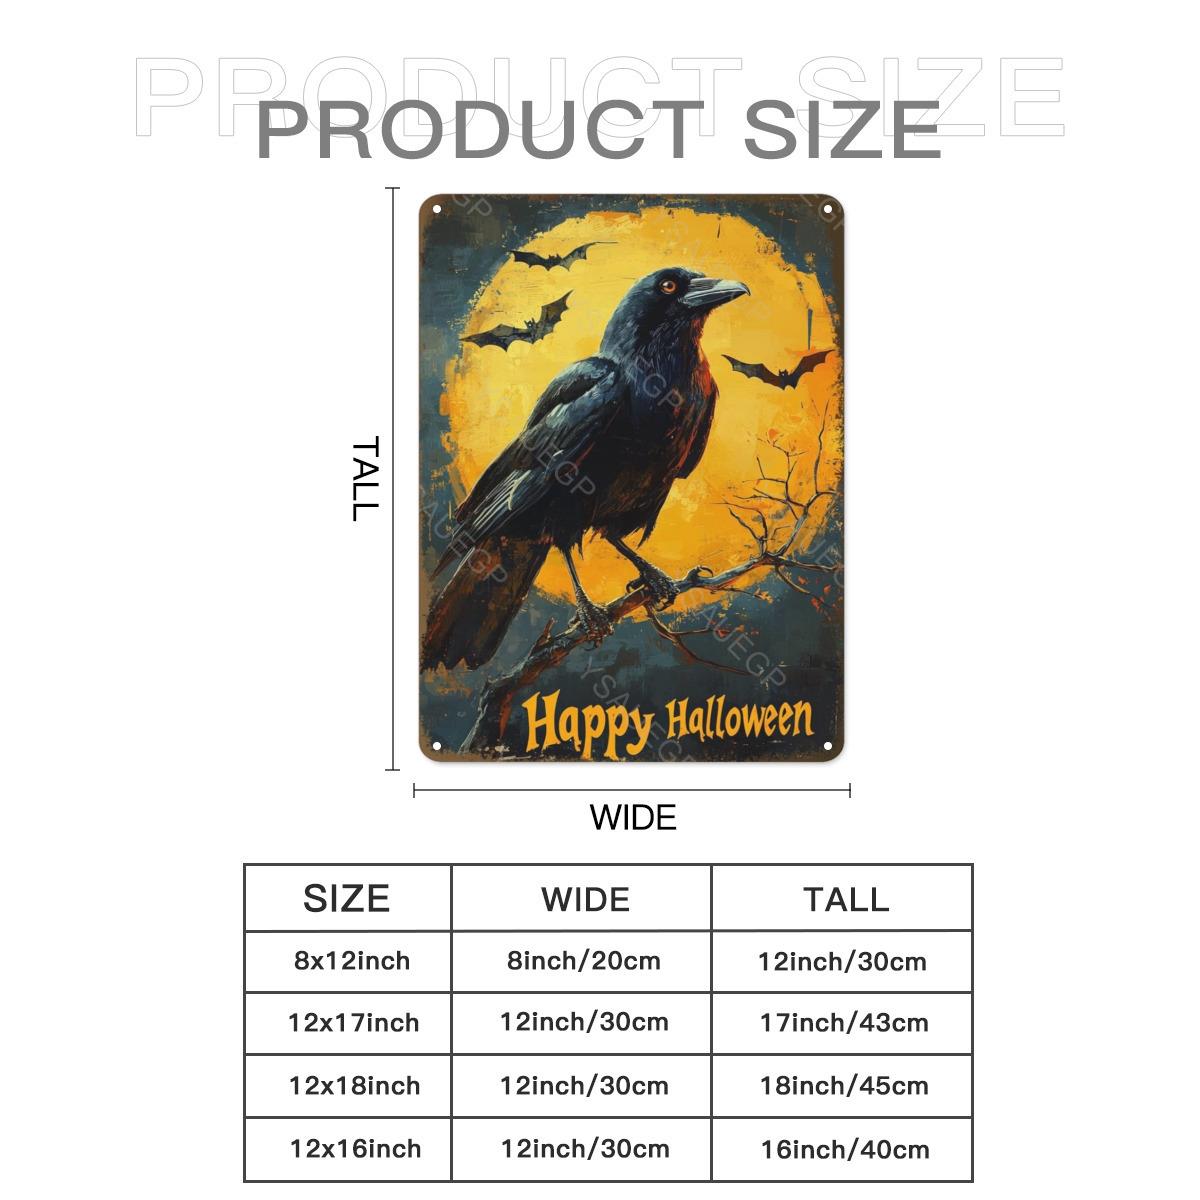 PRODUCT SIZE
PRODUCT SIZE
TALL
YSAUEGP
Happy Halloween
WIDE
SIZE WIDE TALL
8x12inch 8inch/20cm 12inch/30cm
12x17inch 12inch/30cm 17inch/43cm
12x18inch 12inch/30cm 18inch/45cm
12x16inch 12inch/30cm 16inch/40cm